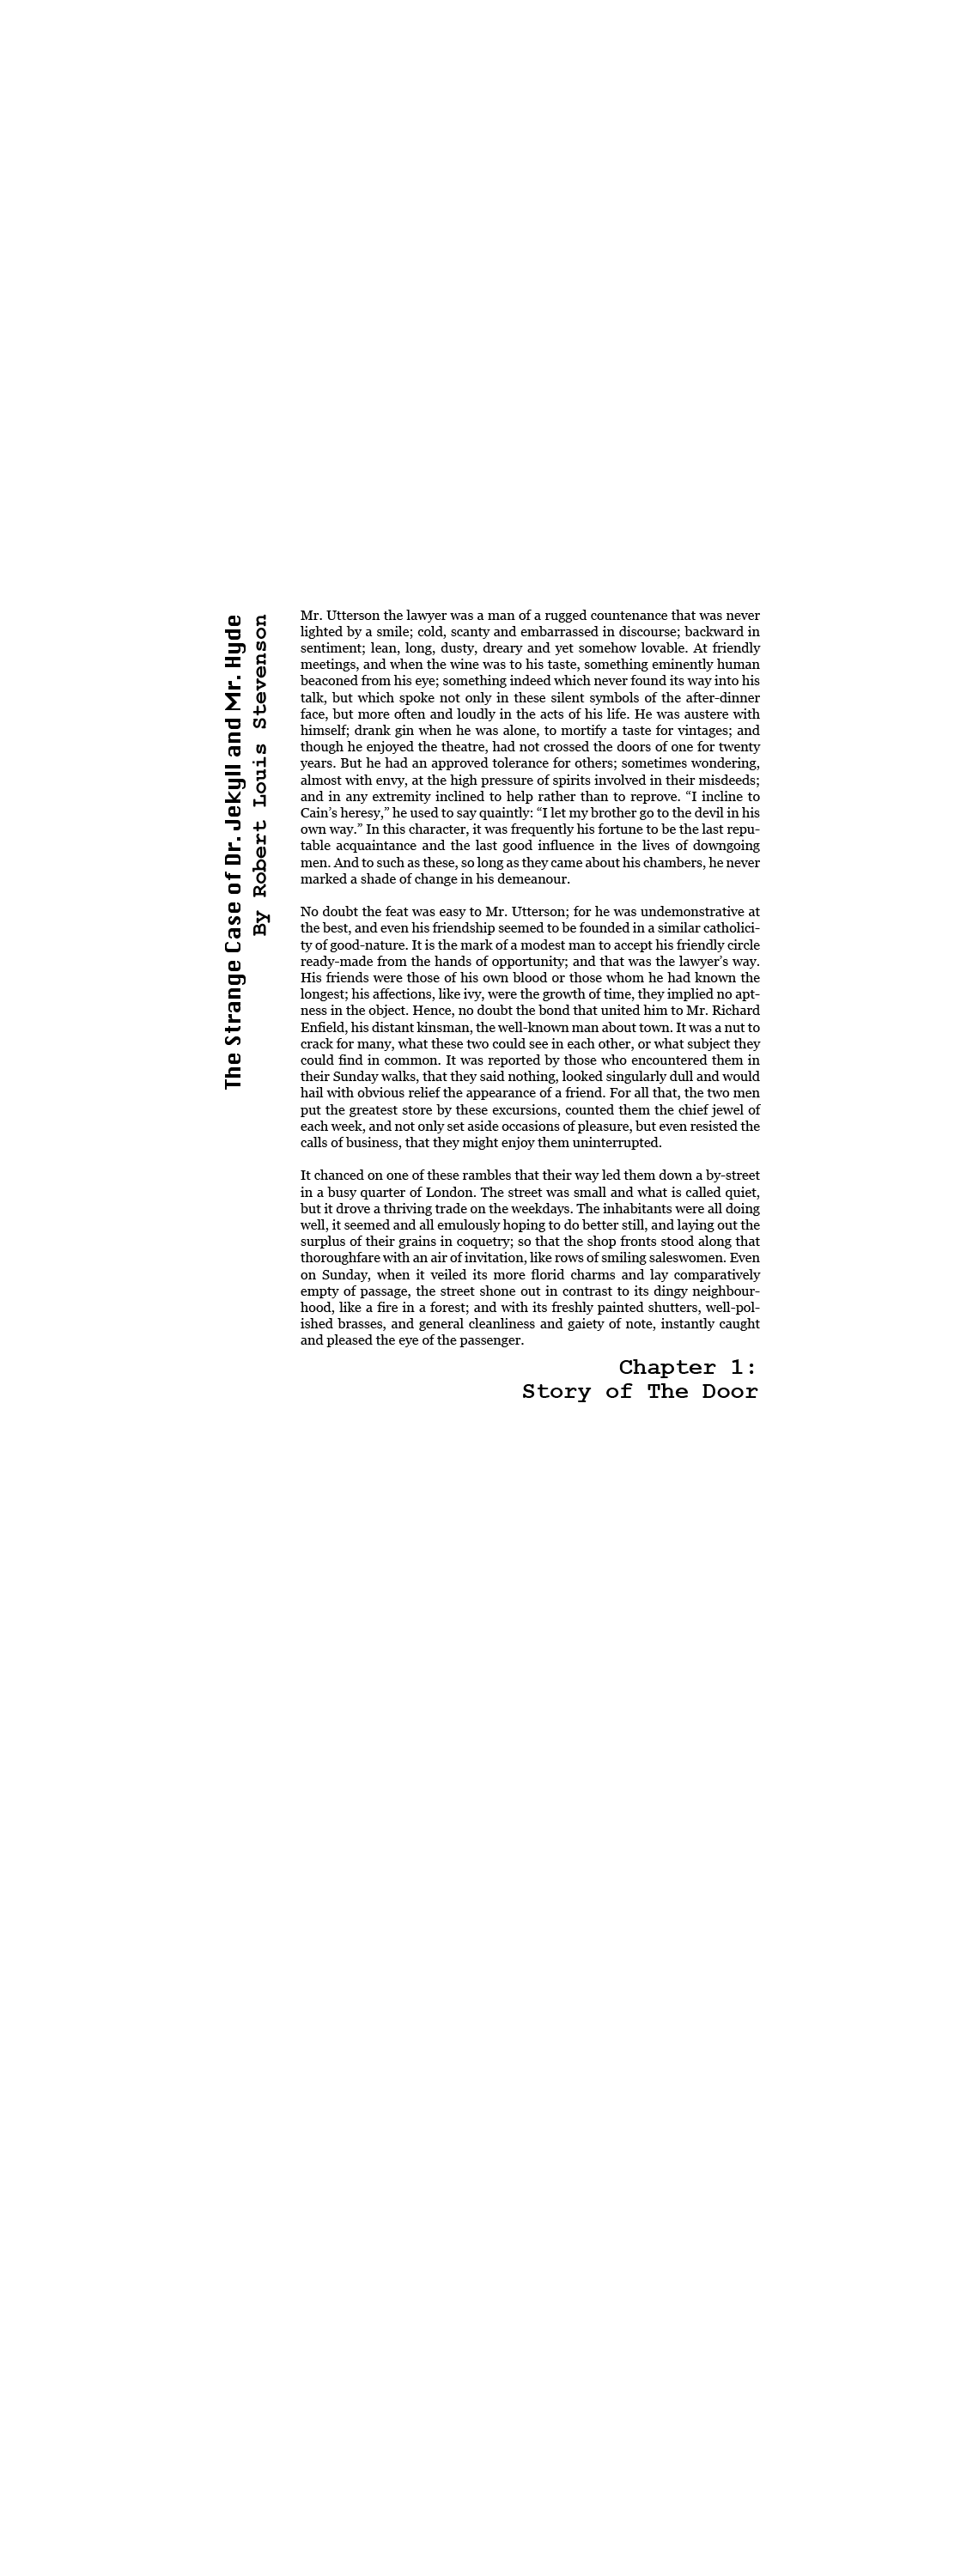 The Strange Case of Dr. Jekyll and Mr. Hyde
By Robert Louis Stevenson
Mr. Utterson the lawyer was a man of a rugged countenance that was never
lighted by a smile; cold, scanty and embarrassed in discourse; backward in
sentiment; lean, long, dusty, dreary and yet somehow lovable. At friendly
meetings, and when the wine was to his taste, something eminently human
beaconed from his eye; something indeed which never found its way into his
talk, but which spoke not only in these silent symbols of the after-dinner
face, but more often and loudly in the acts of his life. He was austere with
himself; drank gin when he was alone, to mortify a taste for vintages; and
though he enjoyed the theatre, had not crossed the doors of one for twenty
years. But he had an approved tolerance for others; sometimes wondering,
almost with envy, at the high pressure of spirits involved in their misdeeds;
and in any extremity inclined to help rather than to reprove. “I incline to
Cain’s heresy,” he used to say quaintly: “I let my brother go to the devil in his
own way.” In this character, it was frequently his fortune to be the last repu-
table acquaintance and the last good influence in the lives of downgoing
men. And to such as these, so long as they came about his chambers, he never
marked a shade of change in his demeanour.
No doubt the feat was easy to Mr. Utterson; for he was undemonstrative at
the best, and even his friendship seemed to be founded in a similar catholici-
ty of good-nature. It is the mark of a modest man to accept his friendly circle
ready-made from the hands of opportunity; and that was the lawyer’s way.
His friends were those of his own blood or those whom he had known the
longest; his affections, like ivy, were the growth of time, they implied no apt-
ness in the object. Hence, no doubt the bond that united him to Mr. Richard
Enfield, his distant kinsman, the well-known man about town. It was a nut to
crack for many, what these two could see in each other, or what subject they
could find in common. It was reported by those who encountered them in
their Sunday walks, that they said nothing, looked singularly dull and would
hail with obvious relief the appearance of a friend. For all that, the two men
put the greatest store by these excursions, counted them the chief jewel of
each week, and not only set aside occasions of pleasure, but even resisted the
calls of business, that they might enjoy them uninterrupted.
It chanced on one of these rambles that their way led them down a by-street
in a busy quarter of London. The street was small and what is called quiet,
but it drove a thriving trade on the weekdays. The inhabitants were all doing
well, it seemed and all emulously hoping to do better still, and laying out the
surplus of their grains in coquetry; so that the shop fronts stood along that
thoroughfare with an air of invitation, like rows of smiling saleswomen. Even
on Sunday, when it veiled its more florid charms and lay comparatively
empty of passage, the street shone out in contrast to its dingy neighbour-
hood, like a fire in a forest; and with its freshly painted shutters, well-pol-
ished brasses, and general cleanliness and gaiety of note, instantly caught
and pleased the eye of the passenger.
Chapter 1:
Story of The Door